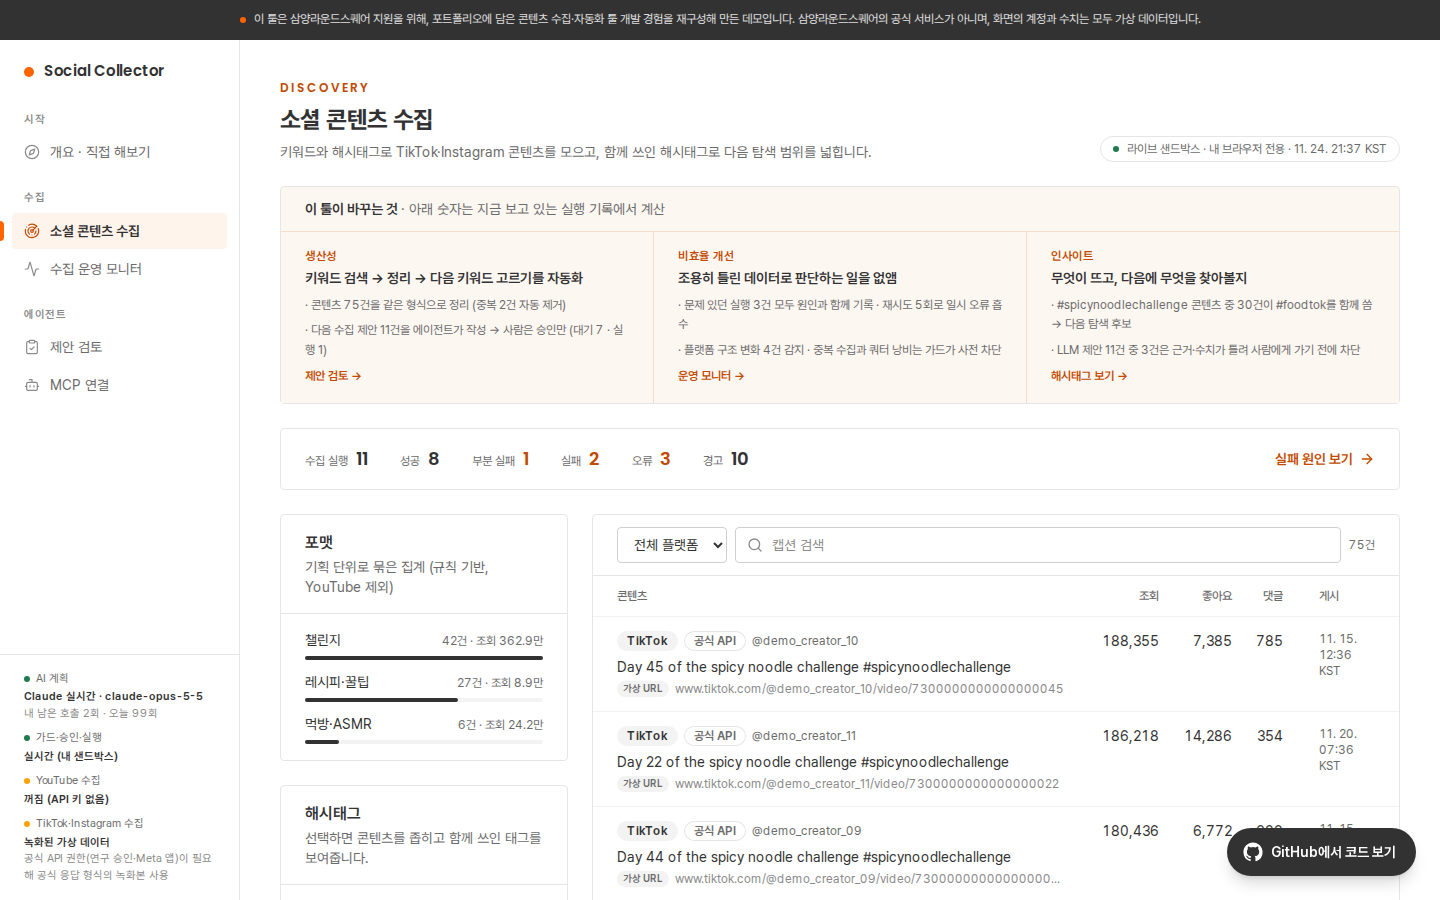 이 툴은 삼양라운드스퀘어 지원을 위해, 포트폴리오에 담은 콘텐츠 수집·자동화 툴 개발 경험을 재구성해 만든 데모입니다. 삼양라운드스퀘어의 공식 서비스가 아니며, 화면의 계정과 수치는 모두 가상 데이터입니다.
Social Collector
시작
개요 · 직접 해보기
수집
소셜 콘텐츠 수집
수집 운영 모니터
에이전트
제안 검토
MCP 연결
AI 계획
Claude 실시간 · claude-opus-5-5
내 남은 호출 2회 · 오늘 99회
가드·승인·실행
실시간 (내 샌드박스)
YouTube 수집
꺼짐 (API 키 없음)
TikTok·Instagram 수집
녹화된 가상 데이터
공식 API 권한(연구 승인·Meta 앱)이 필요
해 공식 응답 형식의 녹화본 사용
DISCOVERY
소셜 콘텐츠 수집
키워드와 해시태그로 TikTok·Instagram 콘텐츠를 모으고, 함께 쓰인 해시태그로 다음 탐색 범위를 넓힙니다.
라이브 샌드박스 · 내 브라우저 전용 · 11. 24. 21:37 KST
이 툴이 바꾸는 것 · 아래 숫자는 지금 보고 있는 실행 기록에서 계산
생산성
키워드 검색 → 정리 → 다음 키워드 고르기를 자동화
· 콘텐츠 75건을 같은 형식으로 정리 (중복 2건 자동 제거)
· 다음 수집 제안 11건을 에이전트가 작성 → 사람은 승인만 (대기 7 · 실
행 1)
제안 검토 →
비효율 개선
조용히 틀린 데이터로 판단하는 일을 없앰
· 문제 있던 실행 3건 모두 원인과 함께 기록 · 재시도 5회로 일시 오류 흡
수
· 플랫폼 구조 변화 4건 감지 · 중복 수집과 쿼터 낭비는 가드가 사전 차단
운영 모니터 →
인사이트
무엇이 뜨고, 다음에 무엇을 찾아볼지
· #spicynoodlechallenge 콘텐츠 중 30건이 #foodtok를 함께 씀
→ 다음 탐색 후보
· LLM 제안 11건 중 3건은 근거·수치가 틀려 사람에게 가기 전에 차단
해시태그 보기 →
수집 실행 11
성공 8
부분 실패 1
실패 2
오류 3
경고 10
실패 원인 보기 →
포맷
기획 단위로 묶은 집계 (규칙 기반,
YouTube 제외)
챌린지 42건 · 조회 362.9만
레시피·꿀팁 27건 · 조회 8.9만
먹방·ASMR 6건 · 조회 24.2만
해시태그
선택하면 콘텐츠를 좁히고 함께 쓰인 태그를
보여줍니다.
전체 플랫폼
캡션 검색
75건
콘텐츠 조회 좋아요 댓글 게시
TikTok 공식 API @demo_creator_10
Day 45 of the spicy noodle challenge #spicynoodlechallenge
가상 URL www.tiktok.com/@demo_creator_10/video/7300000000000000045
188,355 7,385 785
11. 15.
12:36
KST
TikTok 공식 API @demo_creator_11
Day 22 of the spicy noodle challenge #spicynoodlechallenge
가상 URL www.tiktok.com/@demo_creator_11/video/7300000000000000022
186,218 14,286 354
11. 20.
07:36
KST
TikTok 공식 API @demo_creator_09
Day 44 of the spicy noodle challenge #spicynoodlechallenge
가상 URL www.tiktok.com/@demo_creator_09/video/73000000000000000...
180,436 6,772
GitHub에서 코드 보기